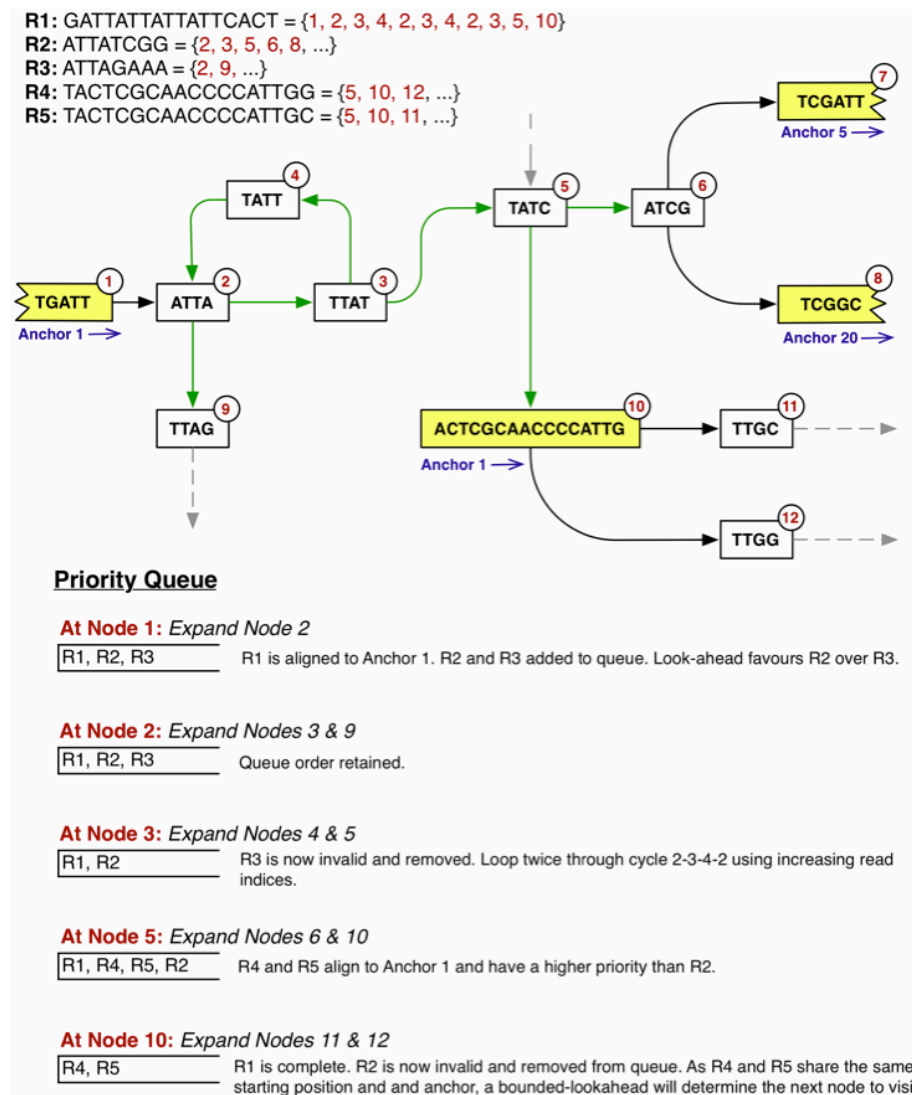 R1: GATTATTATTATTCACT = {1, 2, 3, 4, 2, 3, 4, 2, 3, 5, 10}
R2: ATTATCGG = {2, 3, 5, 6, 8, ...}
R3: ATTAGAAA = {2, 9, ...}
R4: TACTCGCAACCCCATTGG = {5, 10, 12, ...}
R5: TACTCGCAACCCCATTGC = {5, 10, 11, ...}
7
TCGATT
Anchor 5
4
TATT
5
TATC
6
ATCG
1
TGATT
Anchor 1
2
ATTA
3
TTAT
8
TCGGC
Anchor 20
9
TTAG
10
ACTCGCAACCCCATTG
Anchor 1
11
TTGC
12
TTGG
Priority Queue
At Node 1: Expand Node 2
R1, R2, R3
R1 is aligned to Anchor 1. R2 and R3 added to queue. Look-ahead favours R2 over R3.
At Node 2: Expand Nodes 3 & 9
R1, R2, R3
Queue order retained.
At Node 3: Expand Nodes 4 & 5
R1, R2
R3 is now invalid and removed. Loop twice through cycle 2-3-4-2 using increasing read
indices.
At Node 5: Expand Nodes 6 & 10
R1, R4, R5, R2
R4 and R5 align to Anchor 1 and have a higher priority than R2.
At Node 10: Expand Nodes 11 & 12
R4, R5
R1 is complete. R2 is now invalid and removed from queue. As R4 and R5 share the same
starting position and and anchor, a bounded-lookahead will determine the next node to visi